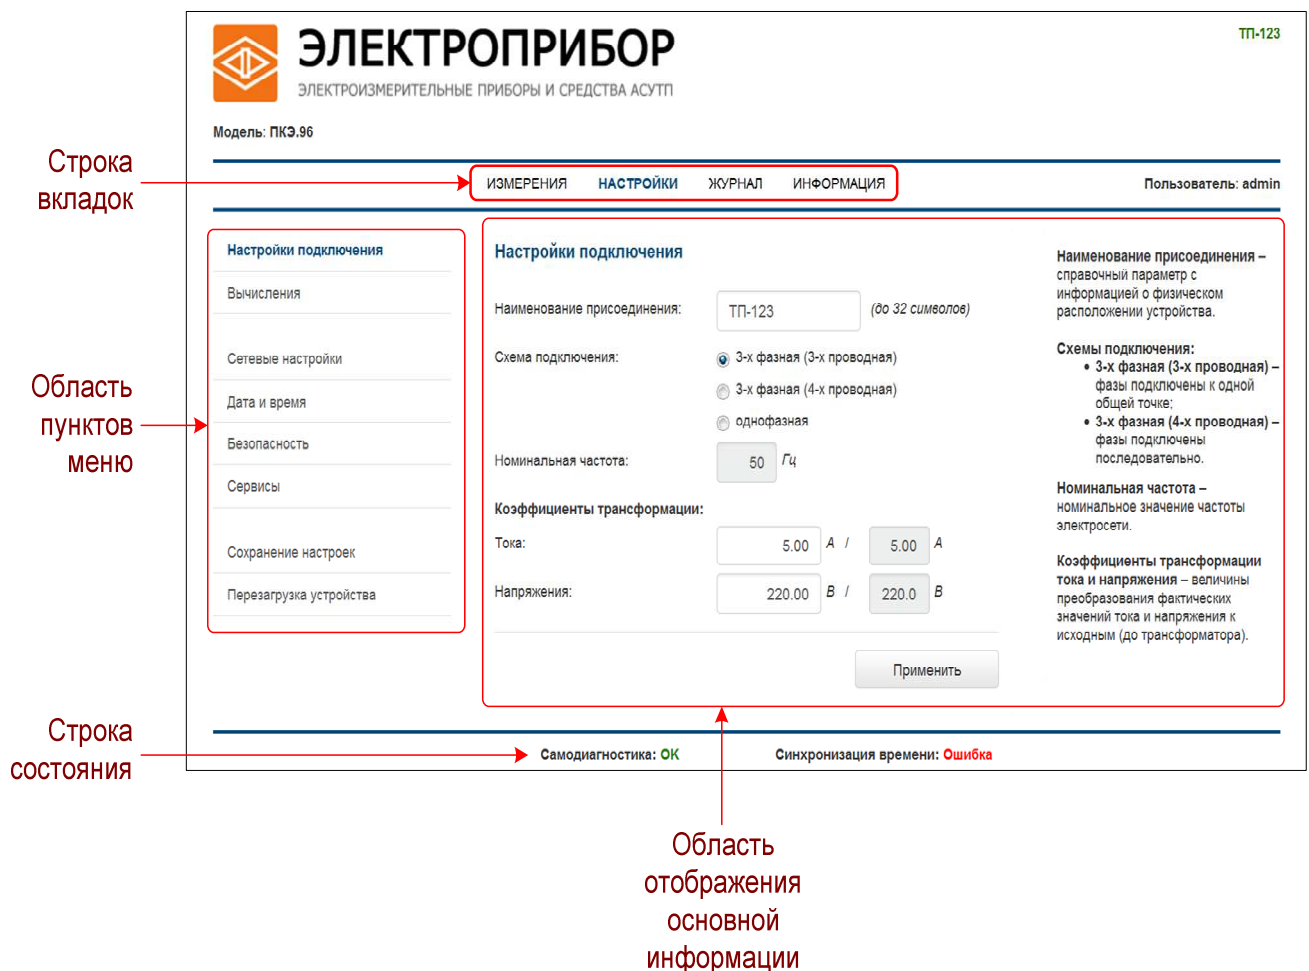 ЭЛЕКТРОПРИБОР
ЭЛЕКТРОИЗМЕРИТЕЛЬНЫЕ ПРИБОРЫ И СРЕДСТВА АСУТП
ТП-123
Модель: ПКЭ.96
Строка
вкладок
ИЗМЕРЕНИЯ НАСТРОЙКИ ЖУРНАЛ ИНФОРМАЦИЯ
Пользователь: admin
Область
пунктов
меню
Настройки подключения
Вычисления
Сетевые настройки
Дата и время
Безопасность
Сервисы
Сохранение настроек
Перезагрузка устройства
Настройки подключения
Наименование присоединения: ТП-123 (до 32 символов)
Схема подключения: 3-х фазная (3-х проводная)
3-х фазная (4-х проводная)
однофазная
Номинальная частота: 50 Гц
Коэффициенты трансформации:
Тока: 5.00 А / 5.00 А
Напряжения: 220.00 В / 220.0 В
Применить
Наименование присоединения –
справочный параметр с
информацией о физическом
расположении устройства.
Схемы подключения:
• 3-х фазная (3-х проводная) –
фазы подключены к одной
общей точке;
• 3-х фазная (4-х проводная) –
фазы подключены
последовательно.
Номинальная частота –
номинальное значение частоты
электросети.
Коэффициенты трансформации
тока и напряжения – величины
преобразования фактических
значений тока и напряжения к
исходным (до трансформатора).
Строка
состояния
Самодиагностика: OK Синхронизация времени: Ошибка
Область
отображения
основной
информации